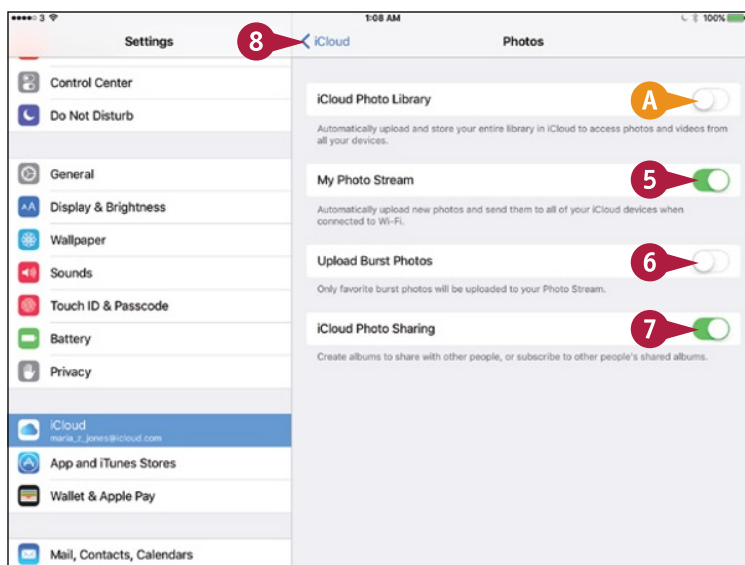 3 1:08 AM 100%
Settings
8 iCloud Photos
Control Center
Do Not Disturb
General
Display & Brightness
Wallpaper
Sounds
Touch ID & Passcode
Battery
Privacy
iCloud
maria_z_jones@icloud.com
App and iTunes Stores
Wallet & Apple Pay
Mail, Contacts, Calendars
iCloud Photo Library A
Automatically upload and store your entire library in iCloud to access photos and videos from
all your devices.
My Photo Stream 5
Automatically upload new photos and send them to all of your iCloud devices when
connected to Wi-Fi.
Upload Burst Photos 6
Only favorite burst photos will be uploaded to your Photo Stream.
iCloud Photo Sharing 7
Create albums to share with other people, or subscribe to other people's shared albums.